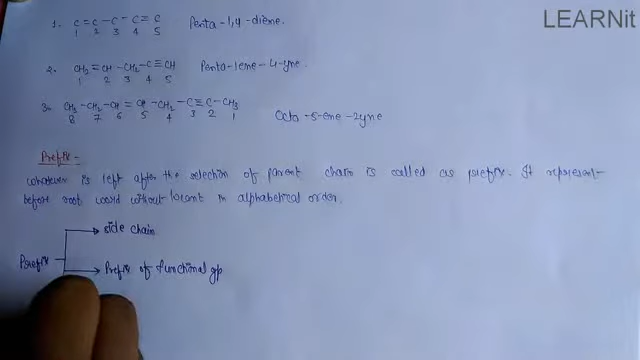 LEARNit
1. C=C-C-C=C Penta-1,4-diene.
1 2 3 4 5
2. CH2=CH-CH2-C≡CH Penta-1ene-4-yne.
1 2 3 4 5
3. CH3-CH2-CH=CH-CH2-C≡C-CH3 Octa-5-ene-2yne
8 7 6 5 4 3 2 1
Prefix-
whatever is left after the selection of parent chain is called as prefix. It represent-
before root word without locant in alphabetical order.
side chain
Prefix
Prefix of functional gp